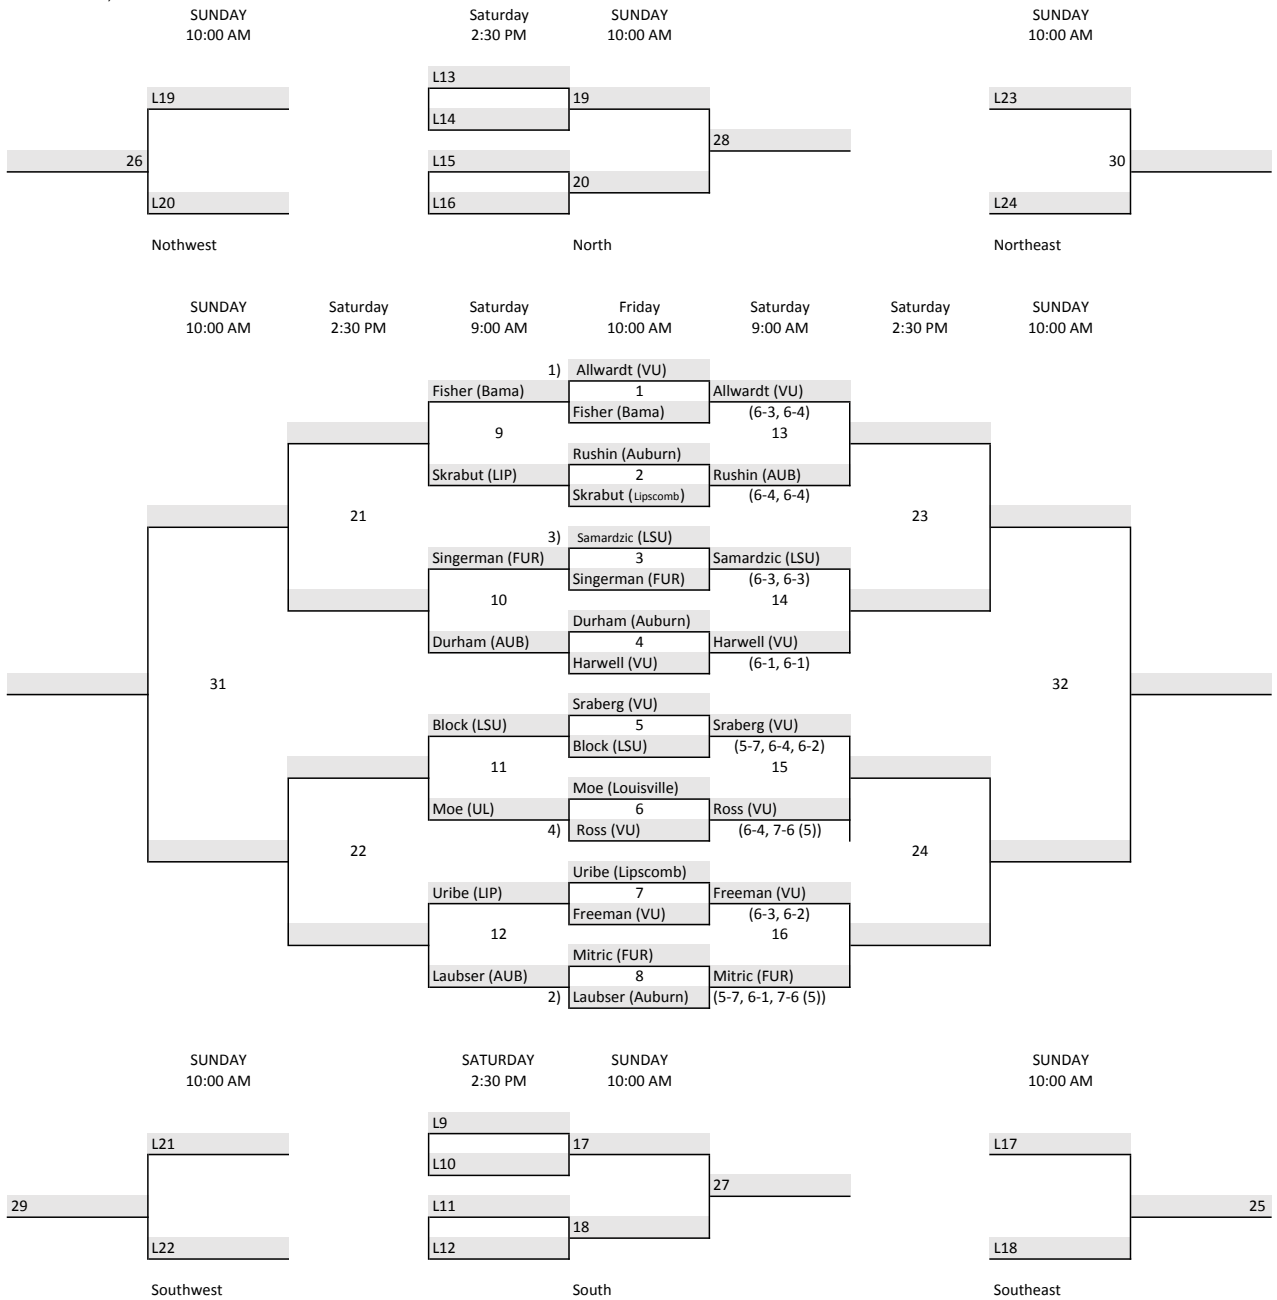 SUNDAY Saturday SUNDAY SUNDAY
10:00 AM 2:30 PM 10:00 AM 10:00 AM
L13
L19 19 L23
L14
28
26 L15 30
20
L20 L16 L24
Nothwest North Northeast
SUNDAY Saturday Saturday Friday Saturday Saturday SUNDAY
10:00 AM 2:30 PM 9:00 AM 10:00 AM 9:00 AM 2:30 PM 10:00 AM
1) Allwardt (VU)
Fisher (Bama) 1 Allwardt (VU)
Fisher (Bama) (6-3, 6-4)
9 13
Rushin (Auburn)
Skrabut (LIP) 2 Rushin (AUB)
Skrabut (Lipscomb) (6-4, 6-4)
21 23
3) Samardzic (LSU)
Singerman (FUR) 3 Samardzic (LSU)
Singerman (FUR) (6-3, 6-3)
10 14
Durham (Auburn)
Durham (AUB) 4 Harwell (VU)
Harwell (VU) (6-1, 6-1)
31 32
Sraberg (VU)
Block (LSU) 5 Sraberg (VU)
Block (LSU) (5-7, 6-4, 6-2)
11 15
Moe (Louisville)
Moe (UL) 6 Ross (VU)
4) Ross (VU) (6-4, 7-6 (5))
22 24
Uribe (Lipscomb)
Uribe (LIP) 7 Freeman (VU)
Freeman (VU) (6-3, 6-2)
12 16
Mitric (FUR)
Laubser (AUB) 8 Mitric (FUR)
2) Laubser (Auburn) (5-7, 6-1, 7-6 (5))
SUNDAY SATURDAY SUNDAY SUNDAY
10:00 AM 2:30 PM 10:00 AM 10:00 AM
L9
L21 17 L17
L10
27
29 L11 25
18
L22 L12 L18
Southwest South Southeast